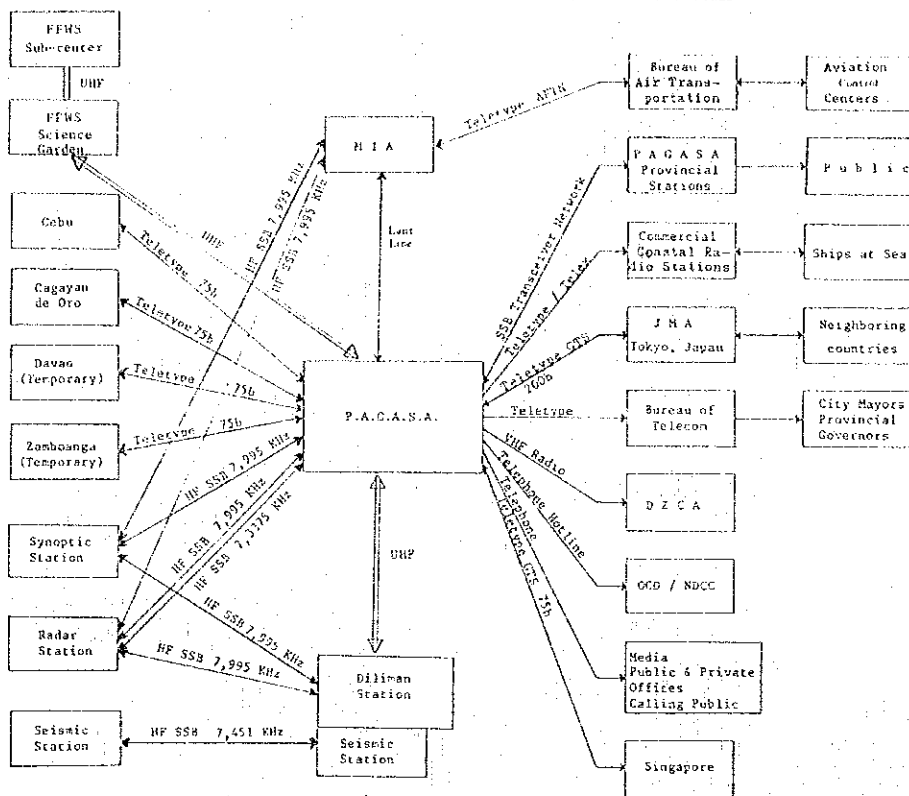 FFWS
Sub-center
UHF
FFWS
Science
Garden
Cebu
Cagayan
de Oro
Davao
(Temporary)
Zamboanga
(Temporary)
Synoptic
Station
Radar
Station
Seismic
Station
M I A
Teletype AFTN
HF SSB 7,995 KHz
HF SSB 7,995 KHz
UHF
Line
Teletype 75b
Teletype 75b
Teletype 75b
Teletype 75b
HF SSB 7,995 KHz
HF SSB 7,995 KHz
HF SSB 7,3375 KHz
HF SSB 7,995 KHz
HF SSB 7,995 KHz
HF SSB 7,451 KHz
P.A.G.A.S.A.
UHF
Diliman
Station
Seismic
Station
SSB Transceiver Network
Teletype / Telex
Teletype GTS
200b
Teletype
VHF Radio
Telephone Hotline
Telephone
Teletype GTS 75b
Bureau of
Air Trans-
portation
Aviation
Control
Centers
P A G A S A
Provincial
Stations
P u b l i c
Commercial
Coastal Ra-
dio Stations
Ships at Sea
J M A
Tokyo, Japan
Neighboring
countries
Bureau of
Telecom
City Mayors
Provincial
Governors
D Z C A
OCD / NDCC
Media
Public & Private
Offices
Calling Public
Singapore